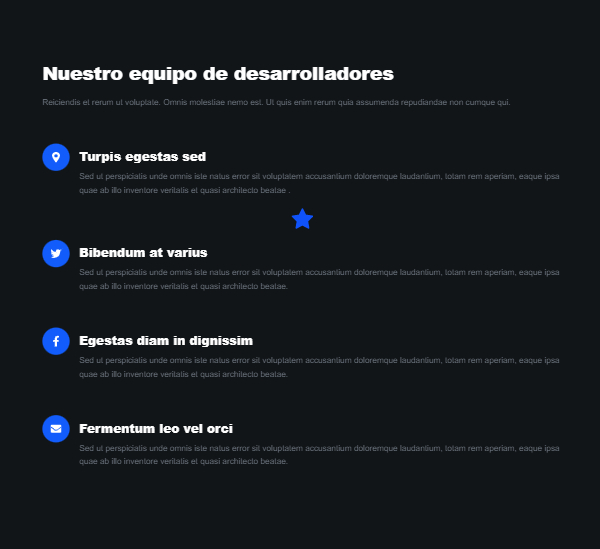 Nuestro equipo de desarrolladores
Reiciendis et rerum ut voluptate. Omnis molestiae nemo est. Ut quis enim rerum quia assumenda repudiandae non cumque qui.
Turpis egestas sed
Sed ut perspiciatis unde omnis iste natus error sit voluptatem accusantium doloremque laudantium, totam rem aperiam, eaque ipsa
quae ab illo inventore veritatis et quasi architecto beatae .
Bibendum at varius
Sed ut perspiciatis unde omnis iste natus error sit voluptatem accusantium doloremque laudantium, totam rem aperiam, eaque ipsa
quae ab illo inventore veritatis et quasi architecto beatae.
Egestas diam in dignissim
Sed ut perspiciatis unde omnis iste natus error sit voluptatem accusantium doloremque laudantium, totam rem aperiam, eaque ipsa
quae ab illo inventore veritatis et quasi architecto beatae.
Fermentum leo vel orci
Sed ut perspiciatis unde omnis iste natus error sit voluptatem accusantium doloremque laudantium, totam rem aperiam, eaque ipsa
quae ab illo inventore veritatis et quasi architecto beatae.